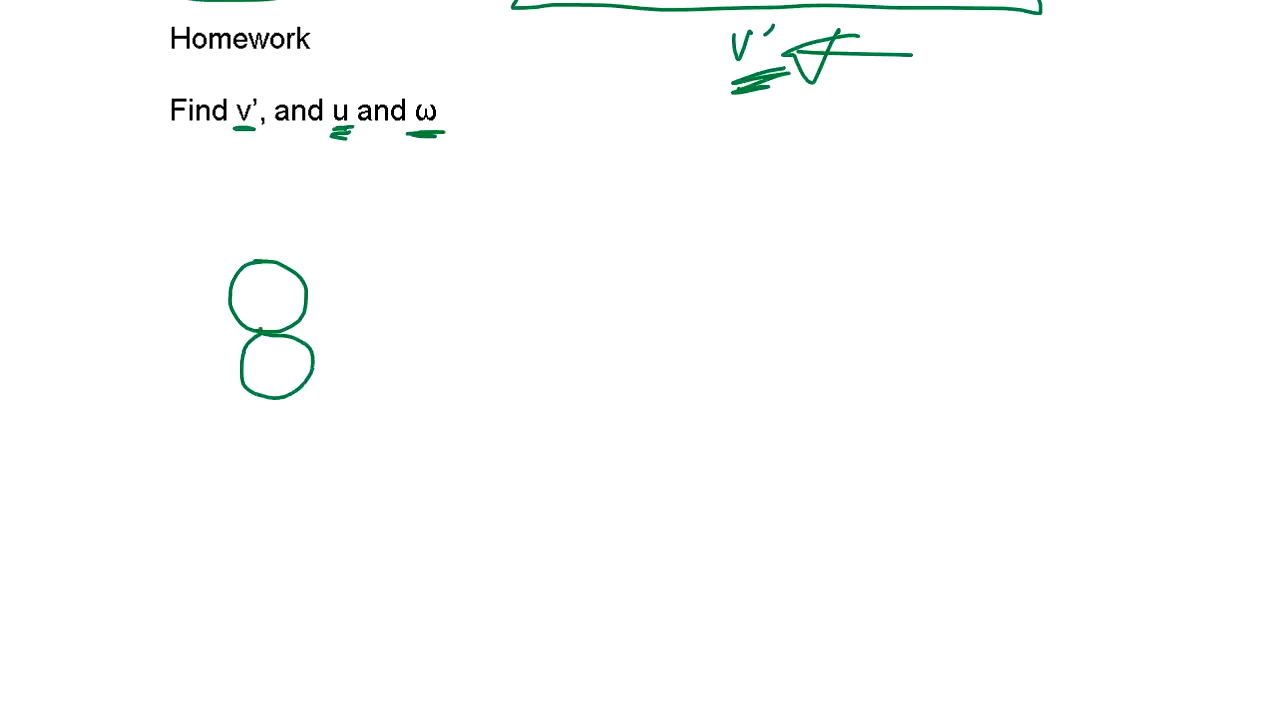 Homework
v'
Find v’, and u and ω